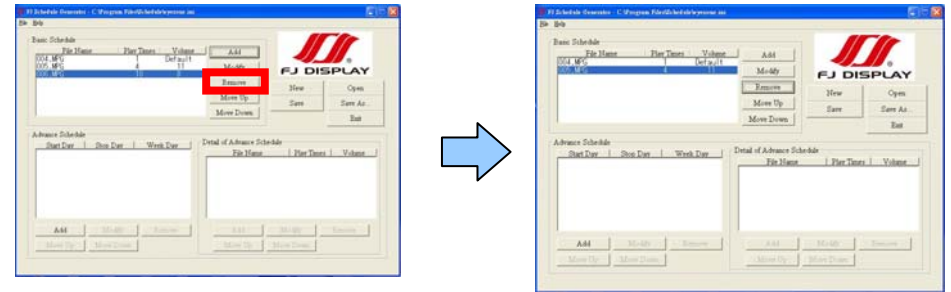 FJ Schedule Generator - C:\Program Files\Schedule\eyezone.ini
File Help
Basic Schedule
File Name Play Times Volume
004.MPG 1 Default
005.MPG 4 11
006.MPG 10 8
Add
Modify
Remove
Move Up
Move Down
FJ DISPLAY
New Open
Save Save As...
Exit
Advance Schedule
Start Day Stop Day Week Day
Add Modify Remove
Move Up Move Down
Detail of Advance Schedule
File Name Play Times Volume
Add Modify Remove
Move Up Move Down
FJ Schedule Generator - C:\Program Files\Schedule\eyezone.ini
File Help
Basic Schedule
File Name Play Times Volume
004.MPG 1 Default
005.MPG 4 11
Add
Modify
Remove
Move Up
Move Down
FJ DISPLAY
New Open
Save Save As...
Exit
Advance Schedule
Start Day Stop Day Week Day
Add Modify Remove
Move Up Move Down
Detail of Advance Schedule
File Name Play Times Volume
Add Modify Remove
Move Up Move Down